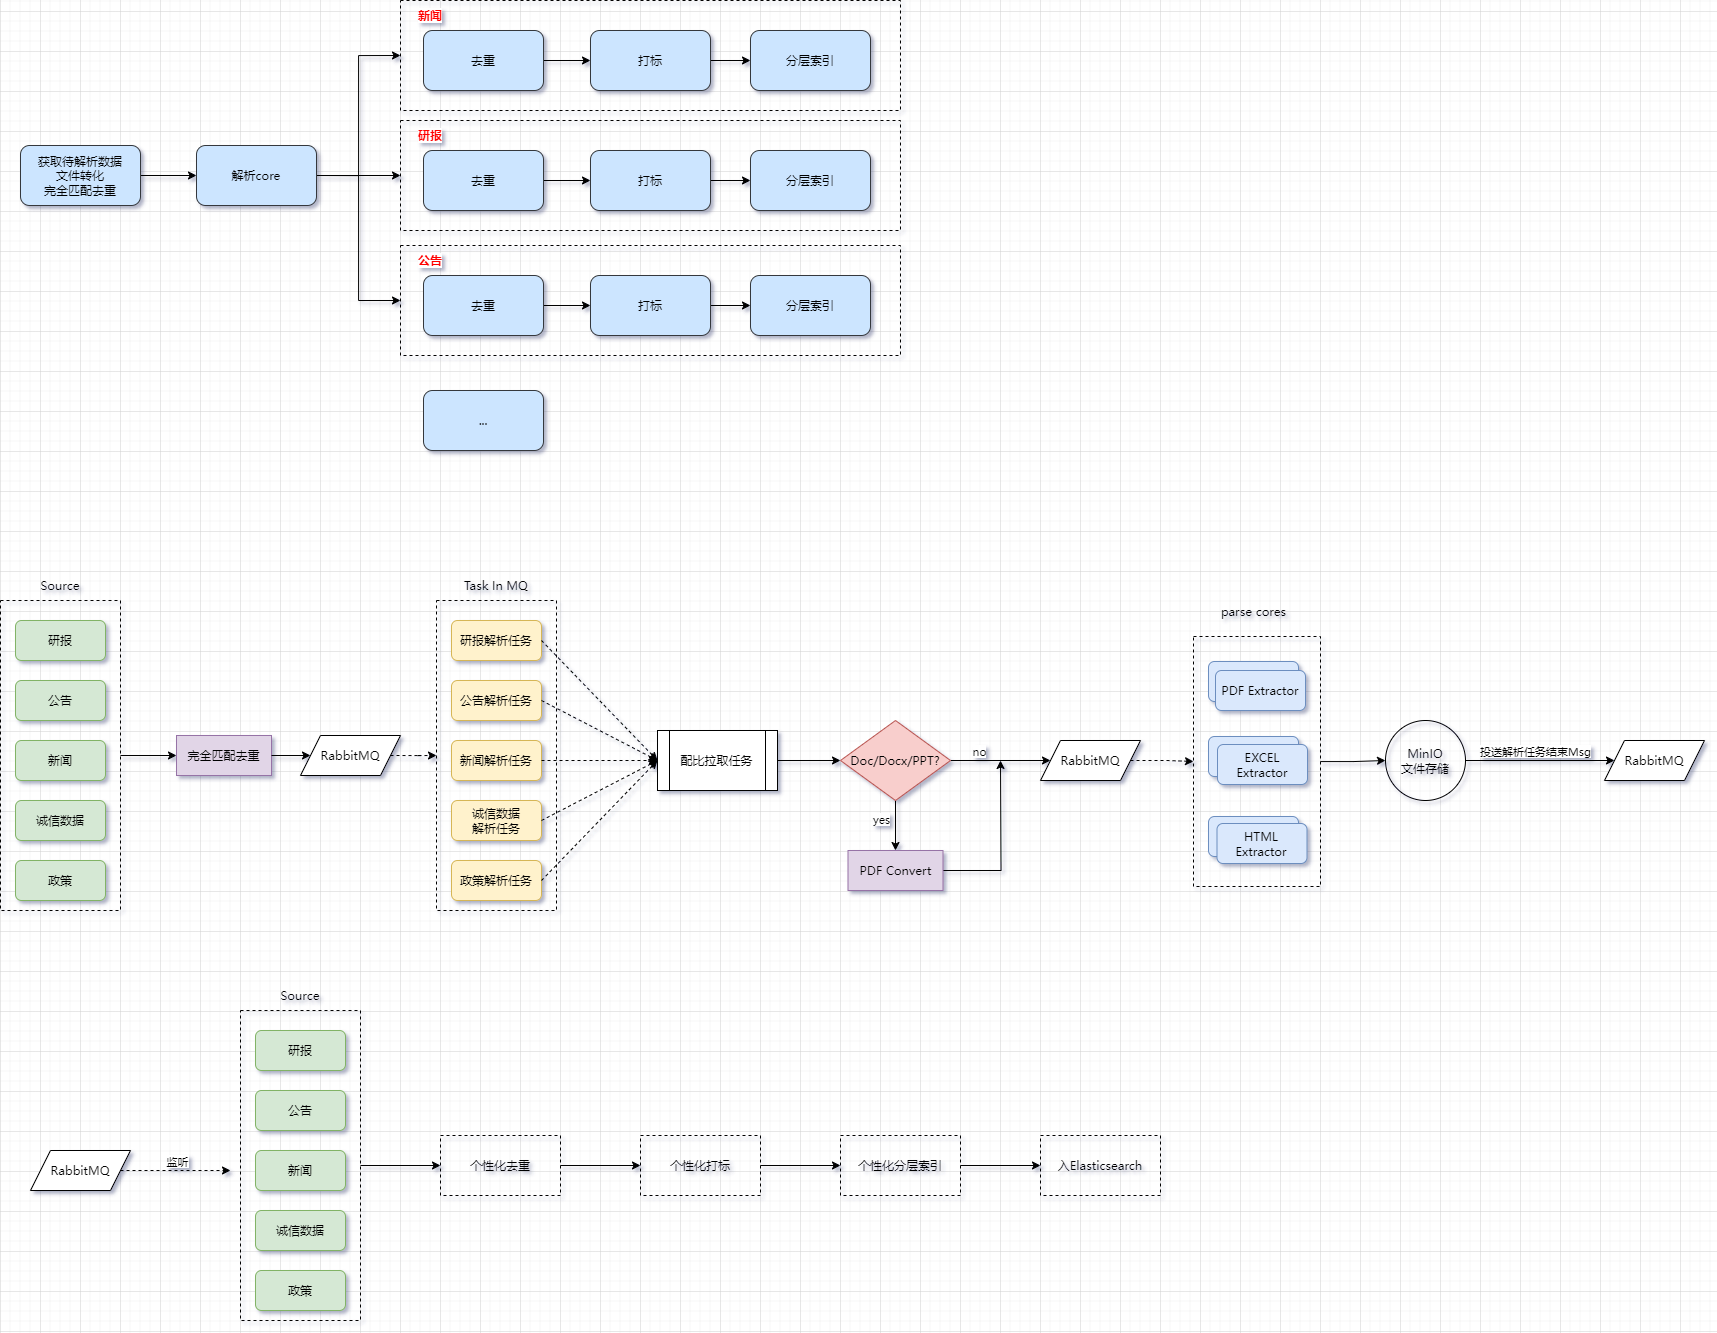 新闻
去重
打标
分层索引
研报
获取待解析数据
文件转化
完全匹配去重
解析core
去重
打标
分层索引
公告
去重
打标
分层索引
...
Source
研报
公告
新闻
诚信数据
政策
完全匹配去重
RabbitMQ
Task In MQ
研报解析任务
公告解析任务
新闻解析任务
诚信数据
解析任务
政策解析任务
配比拉取任务
Doc/Docx/PPT?
no
yes
PDF Convert
RabbitMQ
parse cores
PDF Extractor
EXCEL
Extractor
HTML
Extractor
MinIO
文件存储
投送解析任务结束Msg
RabbitMQ
RabbitMQ
监听
Source
研报
公告
新闻
诚信数据
政策
个性化去重
个性化打标
个性化分层索引
入Elasticsearch